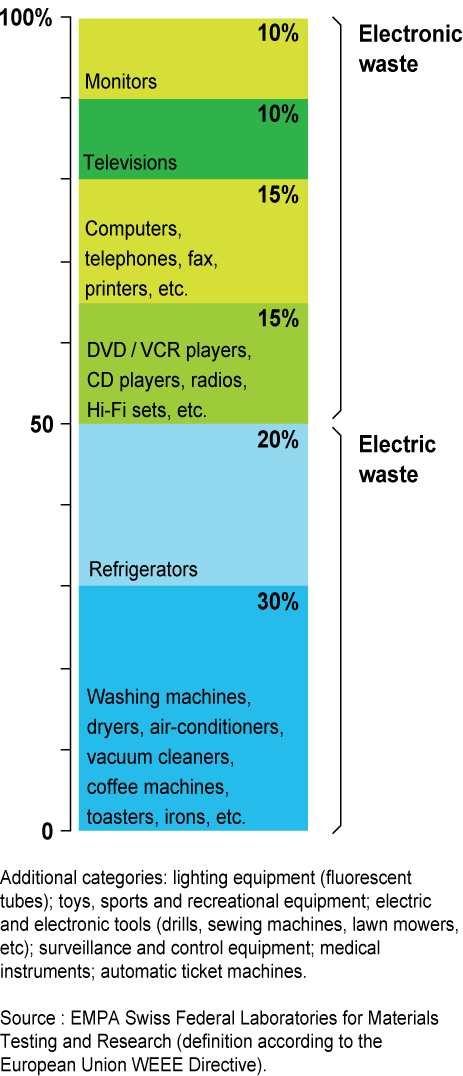 100%
10%
Monitors
10%
Televisions
15%
Computers,
telephones, fax,
printers, etc.
15%
DVD / VCR players,
CD players, radios,
Hi-Fi sets, etc.
50
20%
Refrigerators
30%
Washing machines,
dryers, air-conditioners,
vacuum cleaners,
coffee machines,
toasters, irons, etc.
0
Electronic
waste
Electric
waste
Additional categories: lighting equipment (fluorescent
tubes); toys, sports and recreational equipment; electric
and electronic tools (drills, sewing machines, lawn mowers,
etc); surveillance and control equipment; medical
instruments; automatic ticket machines.
Source : EMPA Swiss Federal Laboratories for Materials
Testing and Research (definition according to the
European Union WEEE Directive).